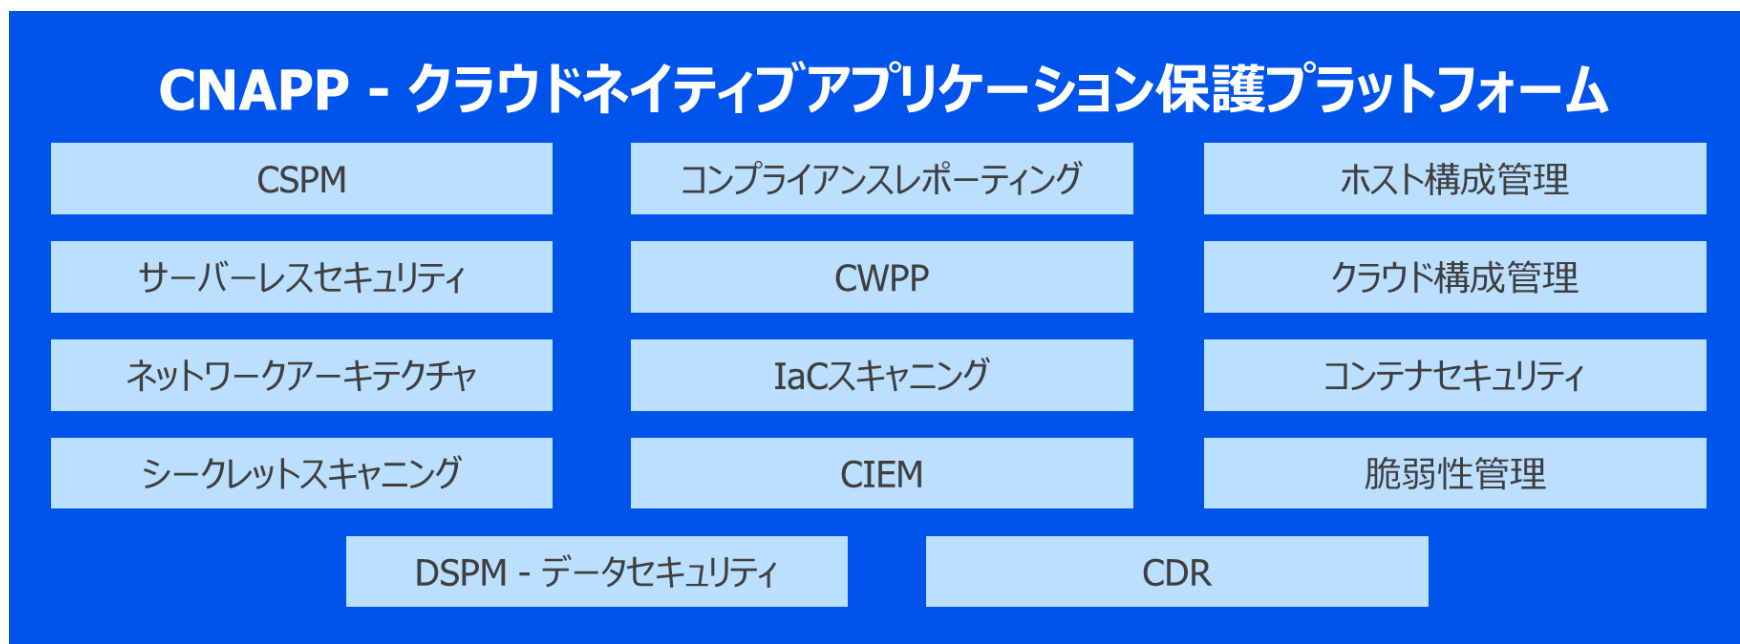 CNAPP - クラウドネイティブアプリケーション保護プラットフォーム
CSPM
コンプライアンスレポーティング
ホスト構成管理
サーバーレスセキュリティ
CWPP
クラウド構成管理
ネットワークアーキテクチャ
IaCスキャニング
コンテナセキュリティ
シークレットスキャニング
CIEM
脆弱性管理
DSPM - データセキュリティ
CDR